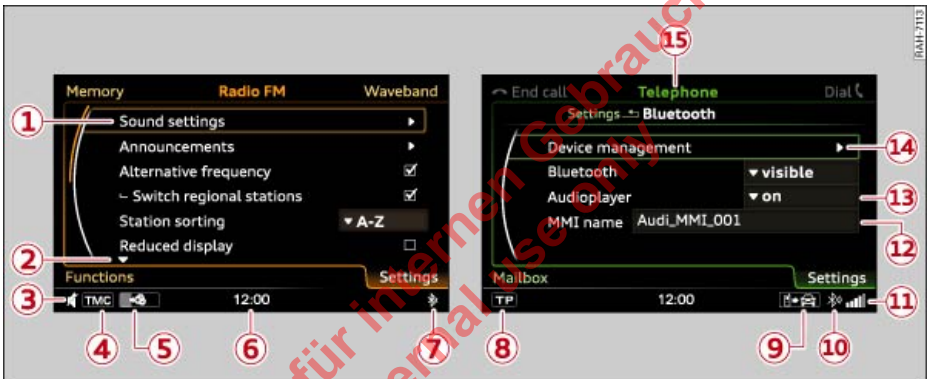 RAH-7113
15
Memory Radio FM Waveband
1 Sound settings
Announcements
Alternative frequency
Switch regional stations
Station sorting A-Z
Reduced display
2
Functions Settings
3 TMC 12:00
4 5 6 7
End call Telephone Dial
Settings Bluetooth
Device management 14
Bluetooth visible
Audioplayer on 13
MMI name Audi_MMI_001 12
Mailbox Settings
TP 12:00 11
8 9 10
für internen Gebrauch
internal use only